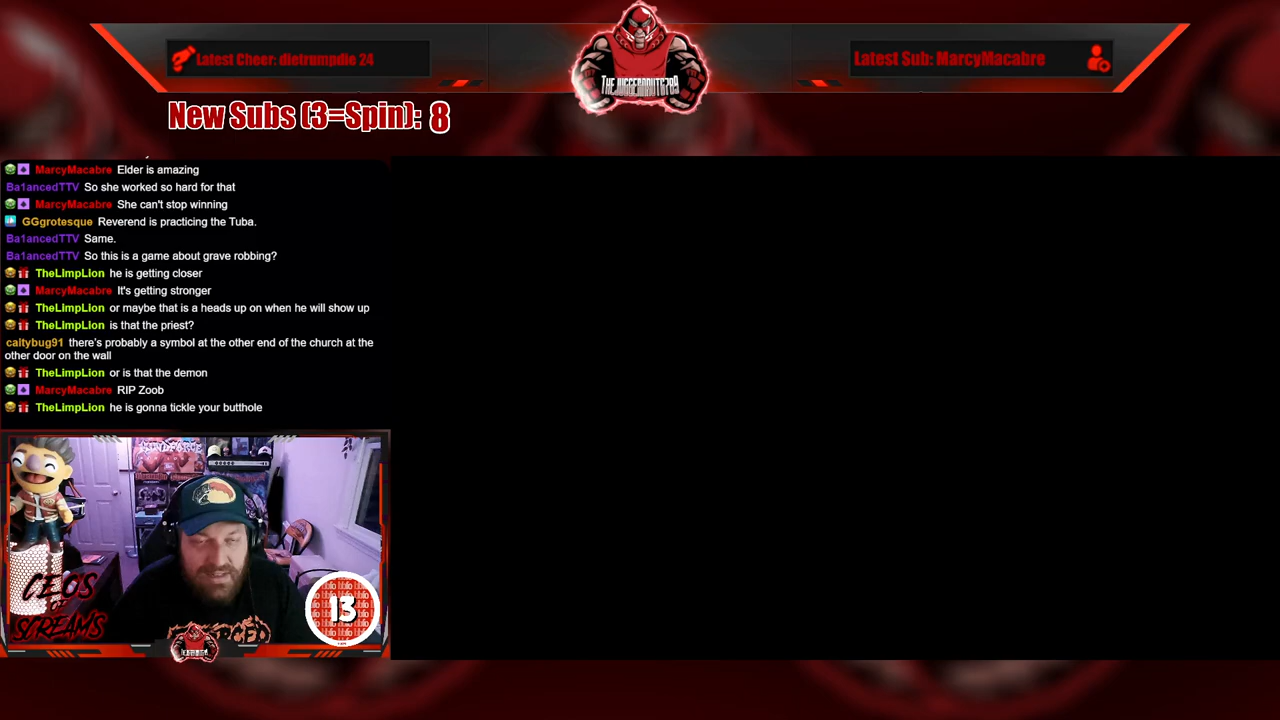 Latest Cheer: dietrumpdie 24
THEJUGGERNAUT6789
Latest Sub: MarcyMacabre
New Subs (3=Spin): 8
MarcyMacabre Elder is amazing
Ba1ancedTTV So she worked so hard for that
MarcyMacabre She can't stop winning
GGgrotesque Reverend is practicing the Tuba.
Ba1ancedTTV Same.
Ba1ancedTTV So this is a game about grave robbing?
TheLImpLIon he is getting closer
MarcyMacabre It's getting stronger
TheLImpLIon or maybe that is a heads up on when he will show up
TheLImpLIon is that the priest?
caitybug91 there's probably a symbol at the other end of the church at the
other door on the wall
TheLImpLIon or is that the demon
MarcyMacabre RIP Zoob
TheLImpLIon he is gonna tickle your butthole
CEOS
OF
SCREAMS
13